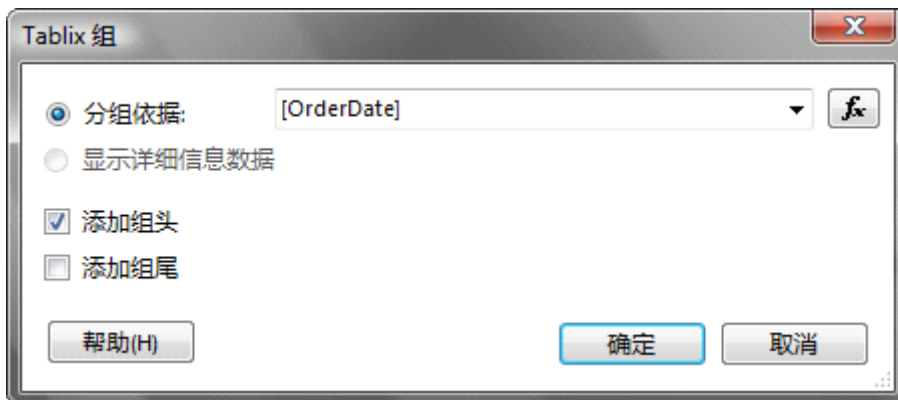 Tablix 组
分组依据: [OrderDate] fx
显示详细信息数据
添加组头
添加组尾
帮助(H) 确定 取消